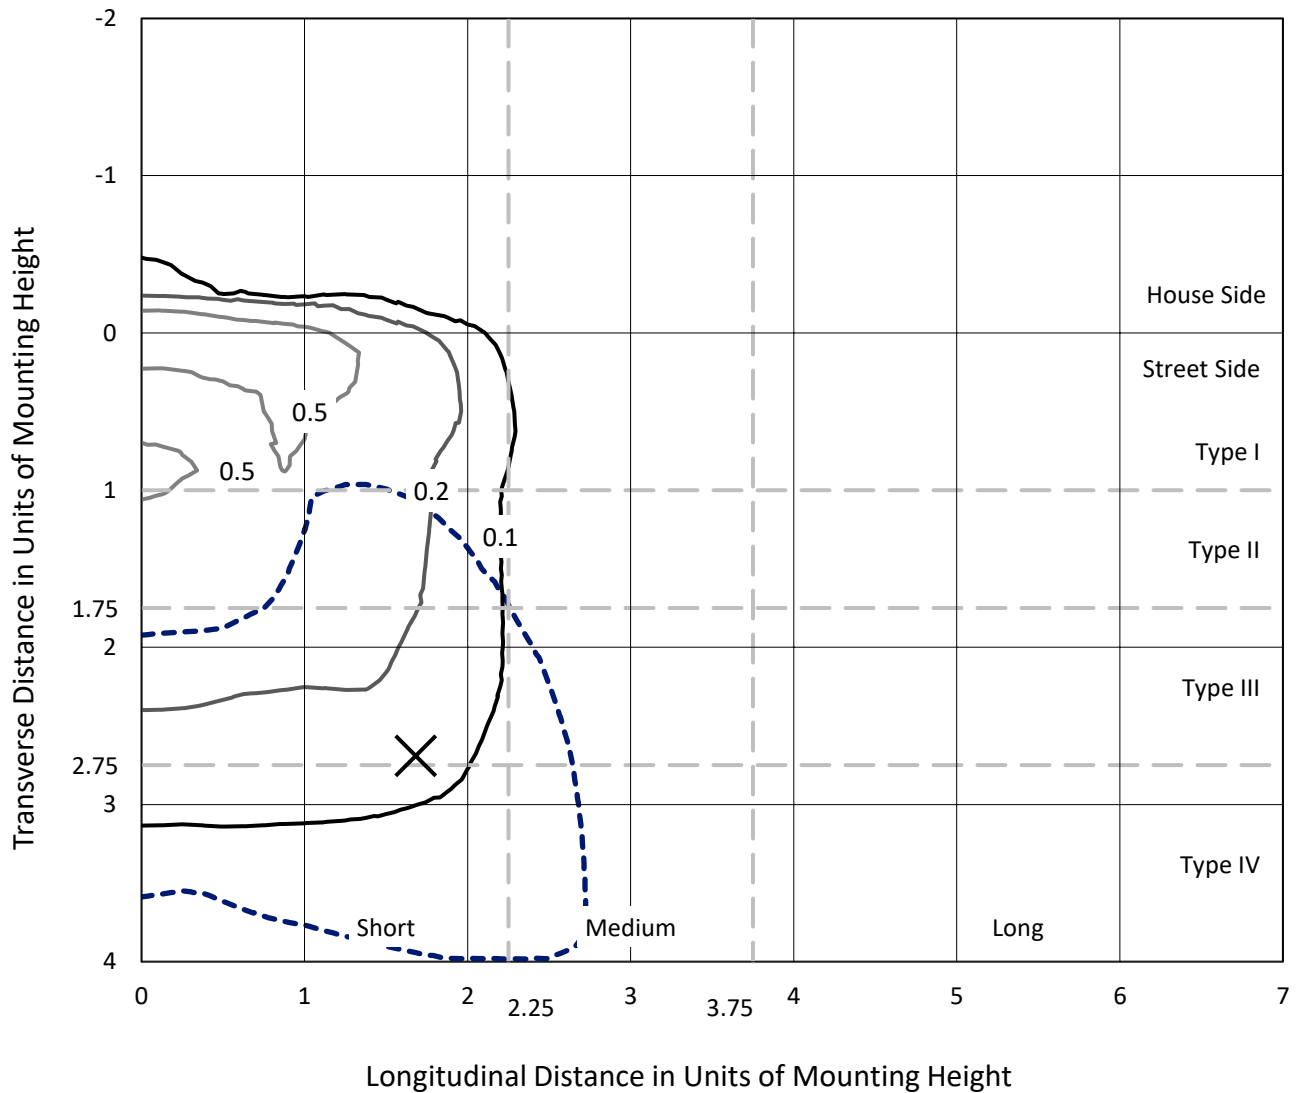 -2
-1
House Side
0
Street Side
0.5
Type I
0.5
1
0.2
0.1
Type II
1.75
2
Type III
2.75
3
Type IV
Short Medium Long
4
0 1 2 2.25 3 3.75 4 5 6 7
Transverse Distance in Units of Mounting Height
Longitudinal Distance in Units of Mounting Height